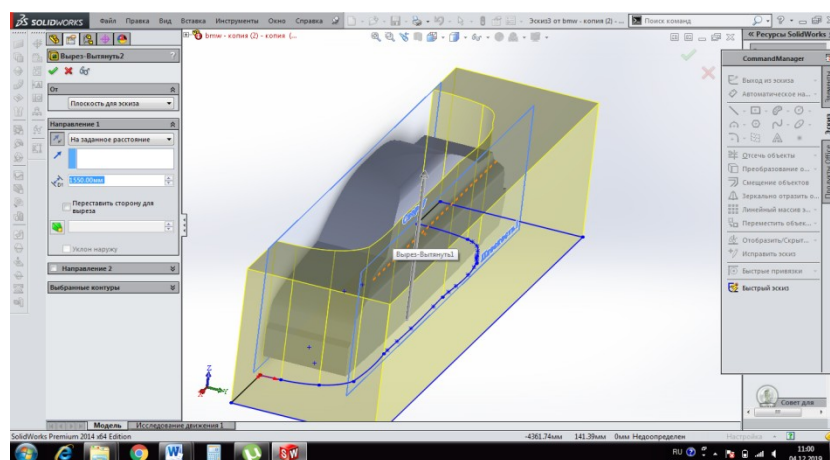 SOLIDWORKS Файл Правка Вид Вставка Инструменты Окно Справка Эскиз3 от bmw - копия (2) -... Поиск команд
bmw - копия (2) - копия (...
« Ресурсы SolidWorks
Вырез-Вытянуть2 ?
От
Плоскость для эскиза
Направление 1
На заданное расстояние
D1
1550.00мм
Переставить сторону для
выреза
Уклон наружу
Направление 2
Выбранные контуры
Вырез-Вытянуть1
CommandManager
Выход из эскиза
Автоматическое на...
Эскиз
Отсечь объекты
Преобразование о...
Смещение объектов
Зеркально отразить о...
Линейный массив э...
Переместить объек...
Отобразить/Скрыт...
Исправить эскиз
Быстрые привязки
Быстрый эскиз
Совет дня
Модель Исследование движения 1
SolidWorks Premium 2014 x64 Edition -4361.74мм 141.39мм 0мм Недоопределен Настройка
RU 11:00
04.12.2019